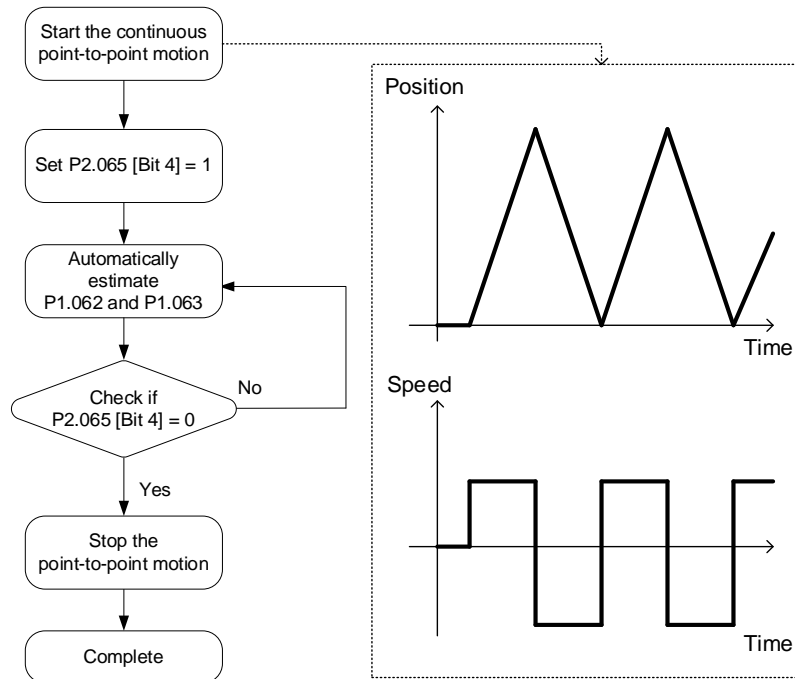 Start the continuous
point-to-point motion
Set P2.065 [Bit 4] = 1
Automatically
estimate
P1.062 and P1.063
Check if
P2.065 [Bit 4] = 0
No
Yes
Stop the
point-to-point motion
Complete
Position
Time
Speed
Time